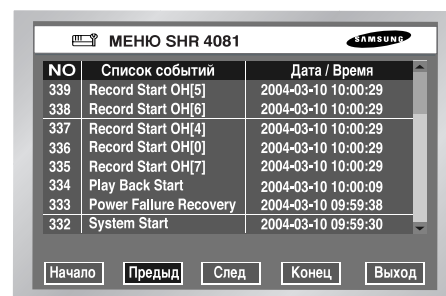 МЕНЮ SHR 4081 SAMSUNG
NO Список событий Дата / Время
339 Record Start OH[5] 2004-03-10 10:00:29
338 Record Start OH[6] 2004-03-10 10:00:29
337 Record Start OH[4] 2004-03-10 10:00:29
336 Record Start OH[0] 2004-03-10 10:00:29
335 Record Start OH[7] 2004-03-10 10:00:29
334 Play Back Start 2004-03-10 10:00:09
333 Power Failure Recovery 2004-03-10 09:59:38
332 System Start 2004-03-10 09:59:30
Начало Предыд След Конец Выход